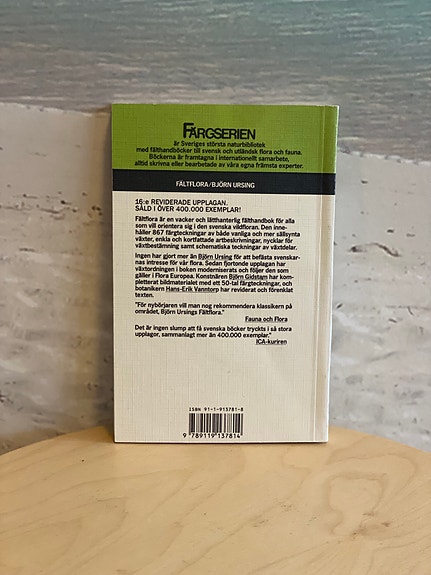 FÄRGSERIEN
är Sveriges största naturbibliotek
med fälthandböcker till svensk och utländsk flora och fauna.
Böckerna är framtagna i internationellt samarbete,
alltid skrivna eller bearbetade av våra egna främsta experter.
FÄLTFLORA/BJÖRN URSING
16:e REVIDERADE UPPLAGAN.
SÅLD I ÖVER 400.000 EXEMPLAR!
Fältflora är en vacker och lätthanterlig fälthandbok för alla
som vill orientera sig i den svenska vildfloran. Den inne-
håller 867 färgteckningar av både vanliga och mer sällsynta
växter, enkla och kortfattade artbeskrivningar, nycklar för
växtbestämning samt schematiska teckningar av växtdelar.
Ingen har gjort mer än Björn Ursing för att befästa svenskar-
nas intresse för vår flora. Sedan fjortonde upplagan har
växtordningen i boken moderniserats och följer den som
gäller i Flora Europea. Konstnären Björn Gidstam har kom-
pletterat bildmaterialet med ett 50-tal färgteckningar, och
botanikern Hans-Erik Vanntorp har reviderat och förenklat
texten.
"För nybörjaren vill man nog rekommendera klassikern på
området, Björn Ursings Fältflora."
Fauna och Flora
Det är ingen slump att få svenska böcker tryckts i så stora
upplagor, sammanlagt mer än 400.000 exemplar."
ICA-kuriren
ISBN 91-1-913781-8
9 789119 137814